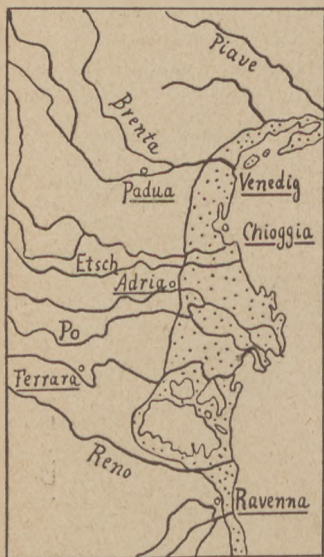 Piave
Brenta
Padua
Venedig
Chioggia
Etsch
Adria
Po
Ferrara
Reno
Ravenna